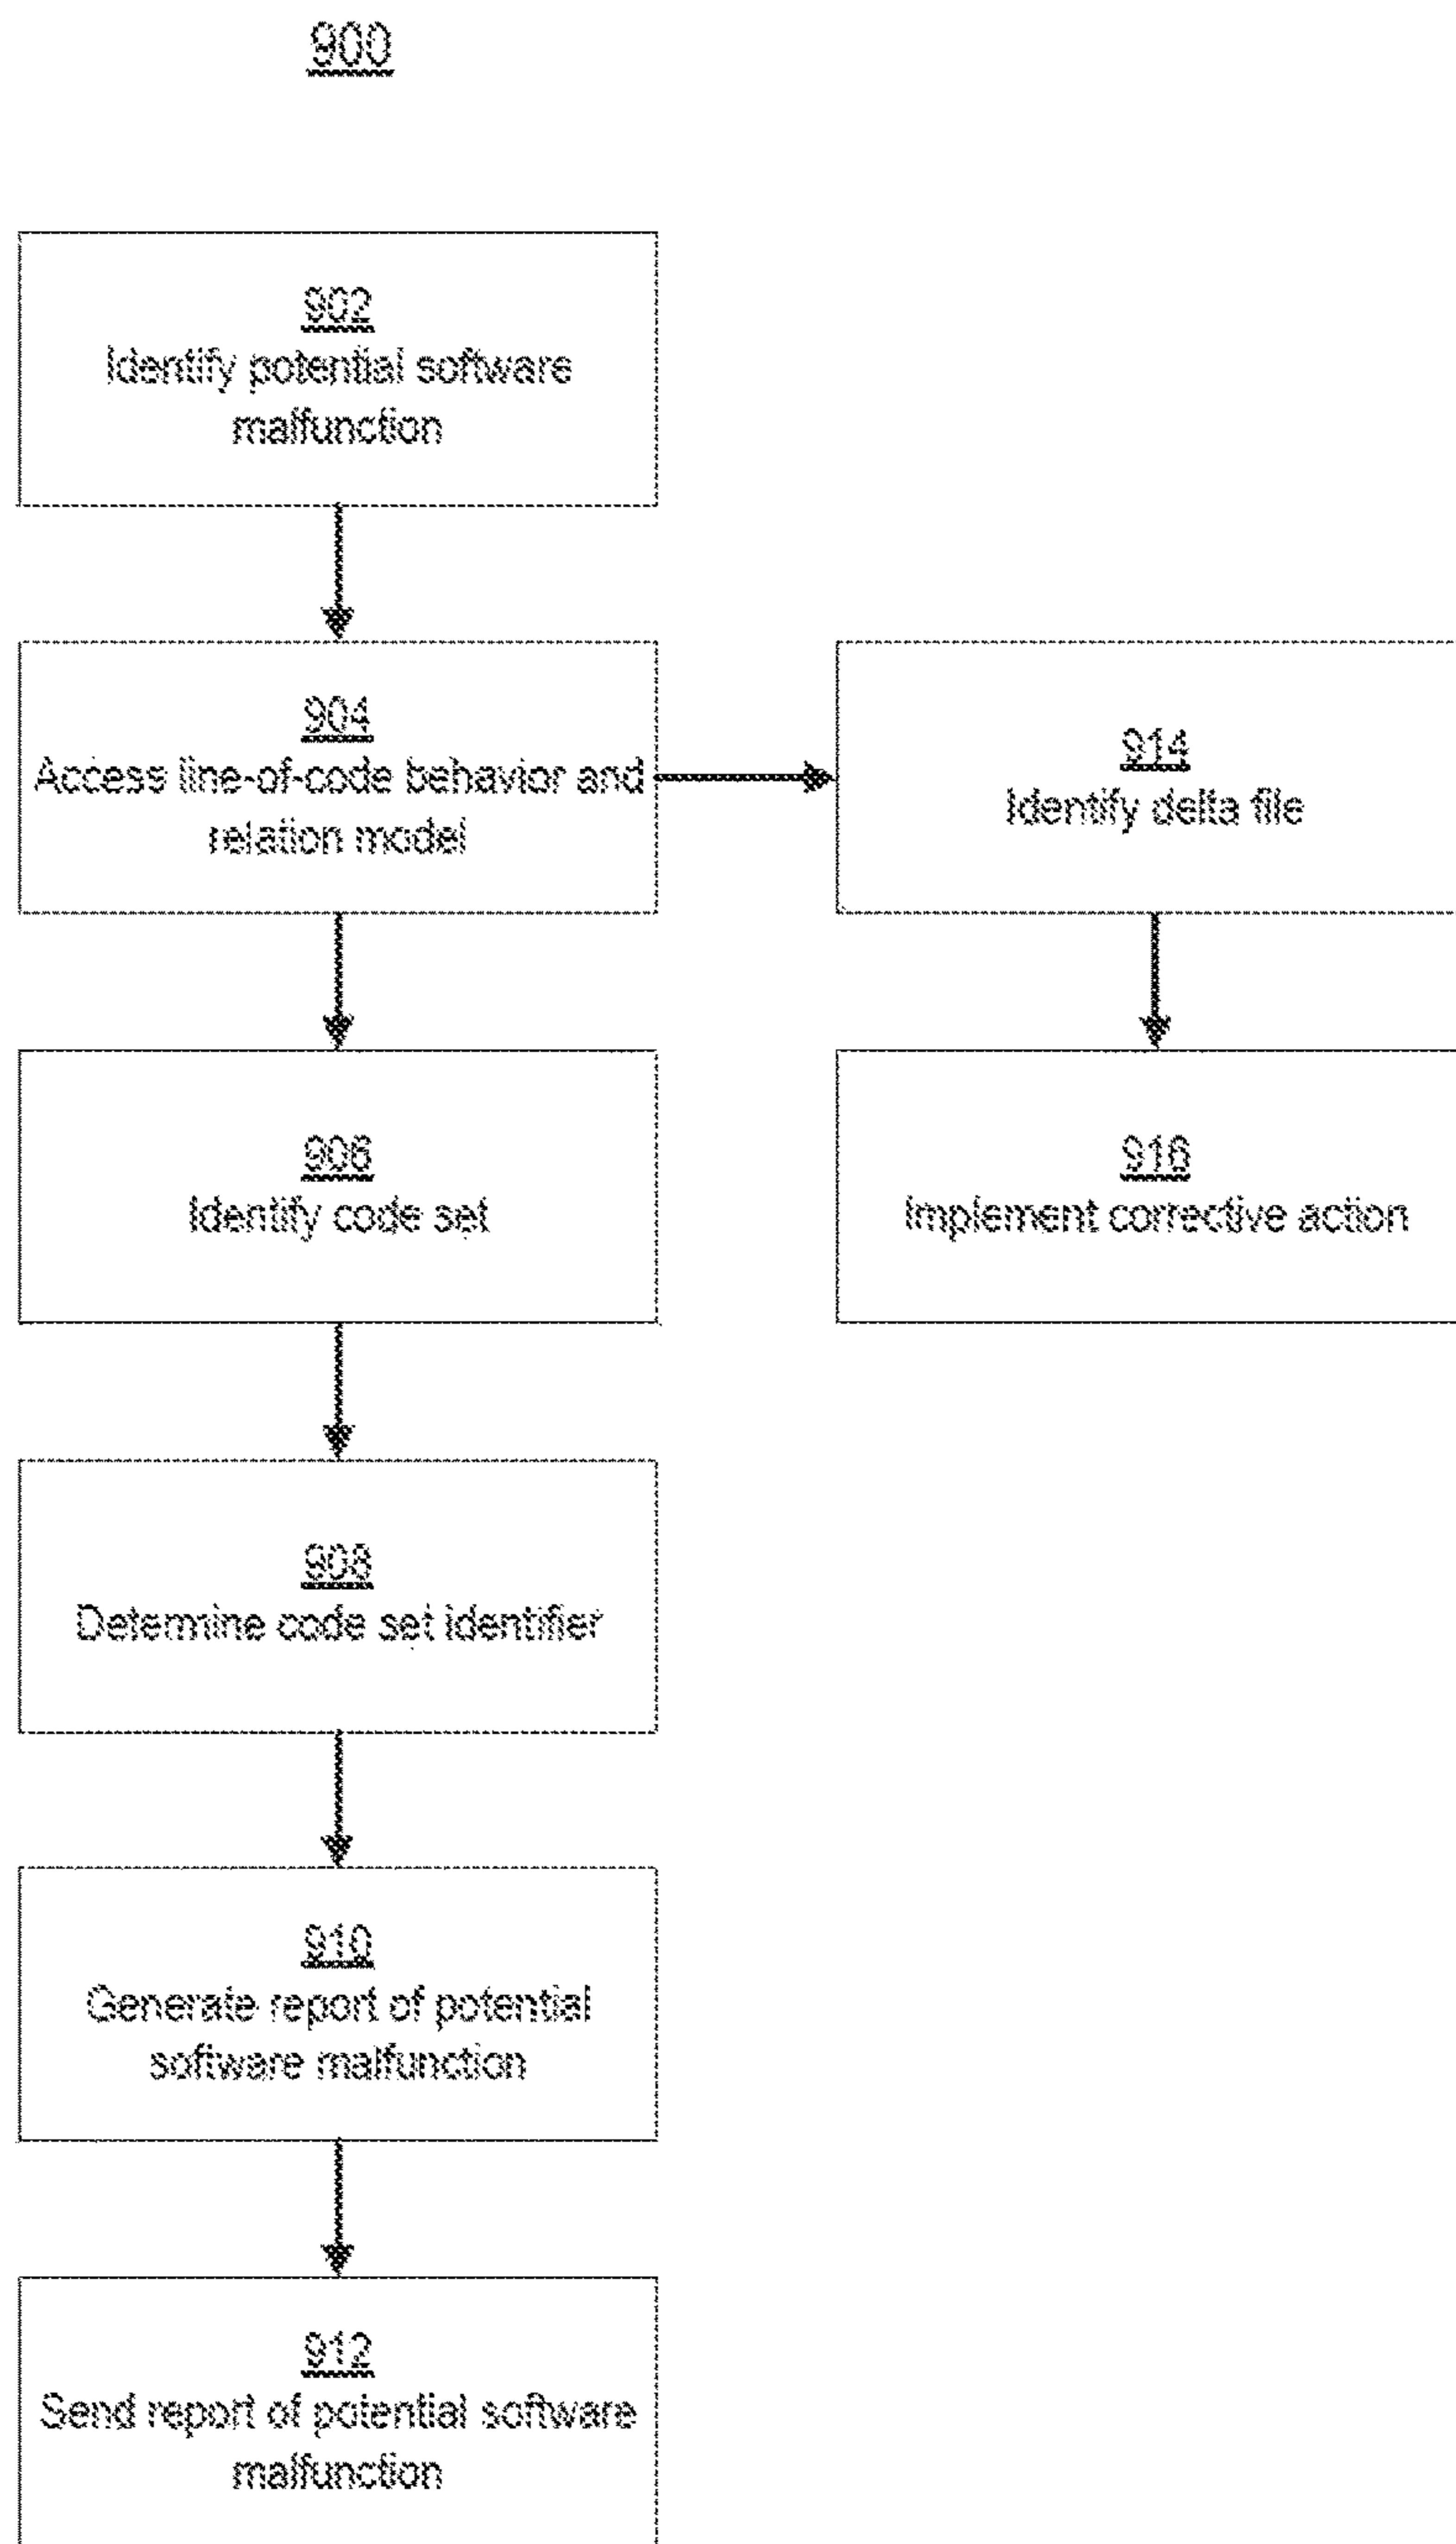 900
902
Identify potential software
malfunction
904
Access line-of-code behavior and
relation model
914
Identify delta file
906
Identify code set
916
Implement corrective action
908
Determine code set identifier
910
Generate report of potential
software malfunction
912
Send report of potential software
malfunction